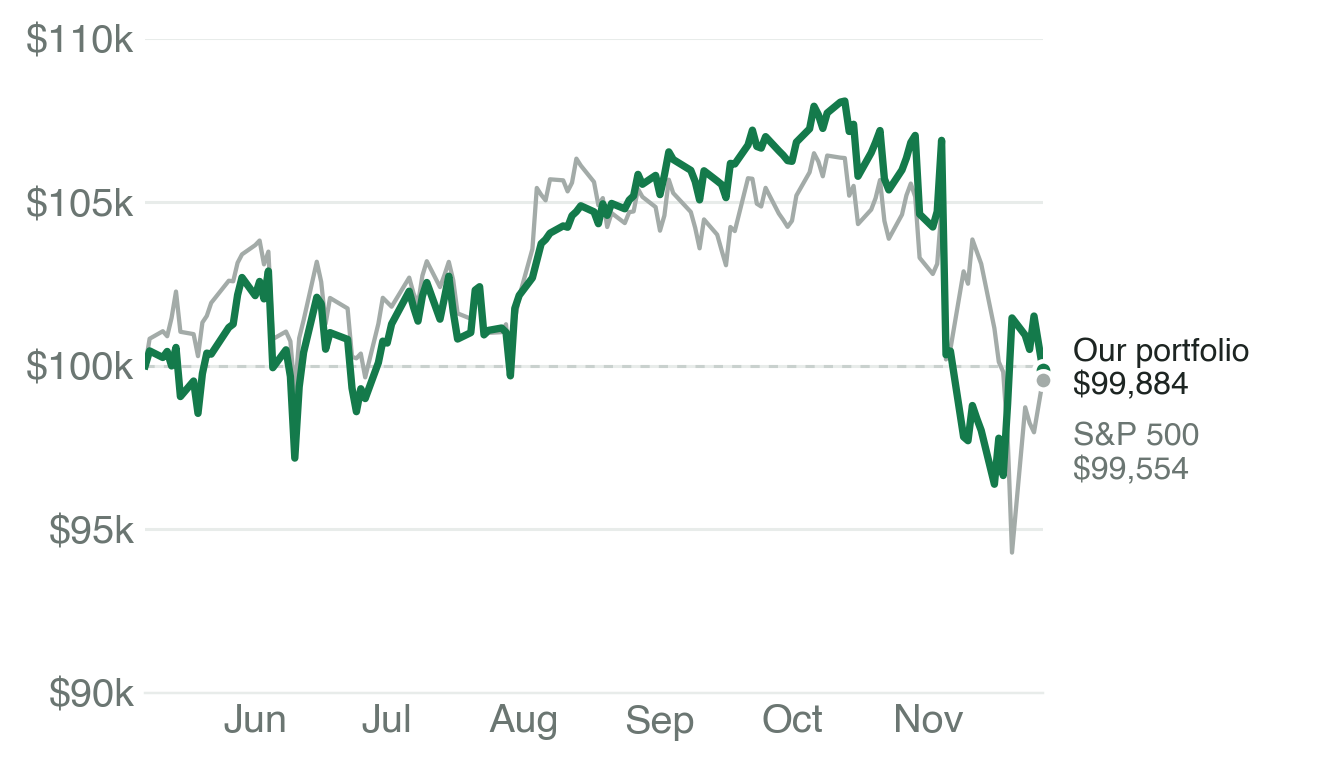 $110k
$105k
$100k
$95k
$90k
Jun Jul Aug Sep Oct Nov
Our portfolio
$99,884
S&P 500
$99,554